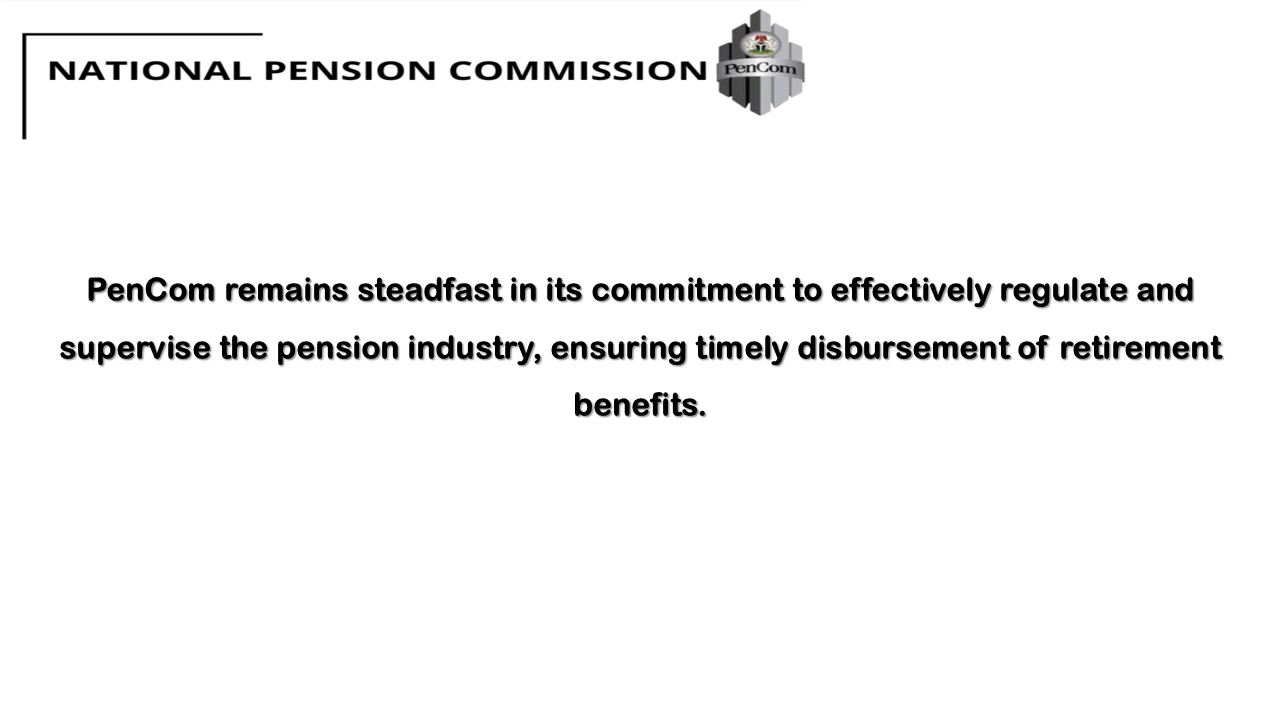 NATIONAL PENSION COMMISSION
PenCom
PenCom remains steadfast in its commitment to effectively regulate and
supervise the pension industry, ensuring timely disbursement of retirement
benefits.